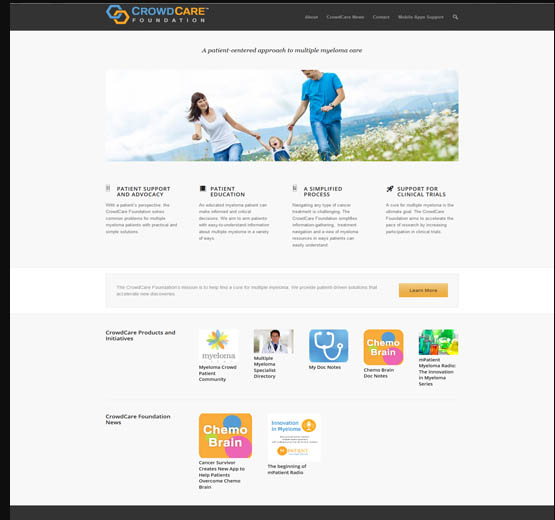 CROWDCARE™
FOUNDATION
About CrowdCare News Contact Mobile Apps Support
A patient-centered approach to multiple myeloma care
PATIENT SUPPORT
AND ADVOCACY
With a patient's perspective, the
CrowdCare Foundation solves
common problems for multiple
myeloma patients with practical and
simple solutions.
PATIENT
EDUCATION
An educated myeloma patient can
make informed and critical
decisions. We aim to arm patients
with easy-to-understand information
about multiple myeloma in a variety
of ways.
A SIMPLIFIED
PROCESS
Navigating any type of cancer
treatment is challenging. The
CrowdCare Foundation simplifies
information-gathering, treatment
navigation and a view of myeloma
resources in ways patients can
easily understand.
SUPPORT FOR
CLINICAL TRIALS
A cure for multiple myeloma is the
ultimate goal. The CrowdCare
Foundation aims to accelerate the
pace of research by increasing
participation in clinical trials.
The CrowdCare Foundation's mission is to help find a cure for multiple myeloma. We provide patient-driven solutions that
accelerate new discoveries.
Learn More
CrowdCare Products and
Initiatives
myeloma
Myeloma Crowd
Patient
Community
Multiple
Myeloma
Specialist
Directory
My Doc Notes
Chemo
Brain
Chemo Brain
Doc Notes
mPatient
Myeloma Radio:
The Innovation
in Myeloma
Series
CrowdCare Foundation
News
Chemo
Brain
Cancer Survivor
Creates New App to
Help Patients
Overcome Chemo
Brain
Innovation
in Myeloma
PATIENT
The beginning of
mPatient Radio